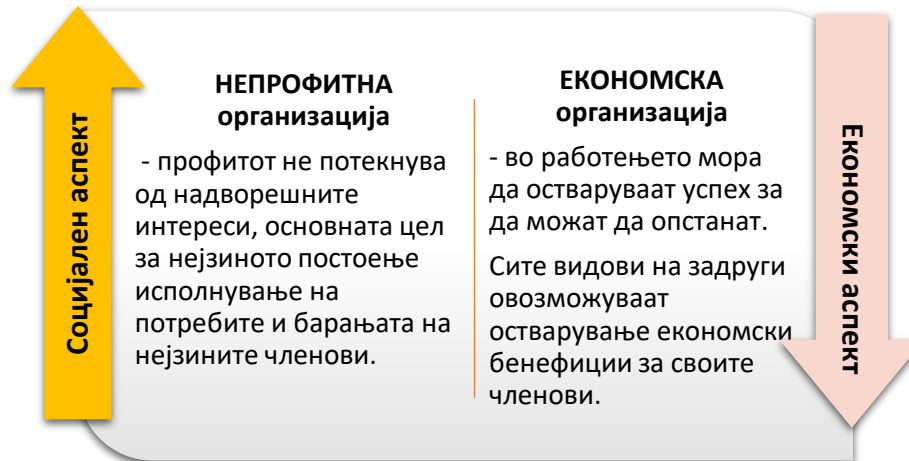 Социјален аспект
НЕПРОФИТНА
организација
- профитот не потекнува
од надворешните
интереси, основната цел
за нејзиното постоење
исполнување на
потребите и барањата на
нејзините членови.
ЕКОНОМСКА
организација
- во работењето мора
да остваруваат успех за
да можат да опстанат.
Сите видови на задруги
овозможуваат
остварување економски
бенефиции за своите
членови.
Економски аспект